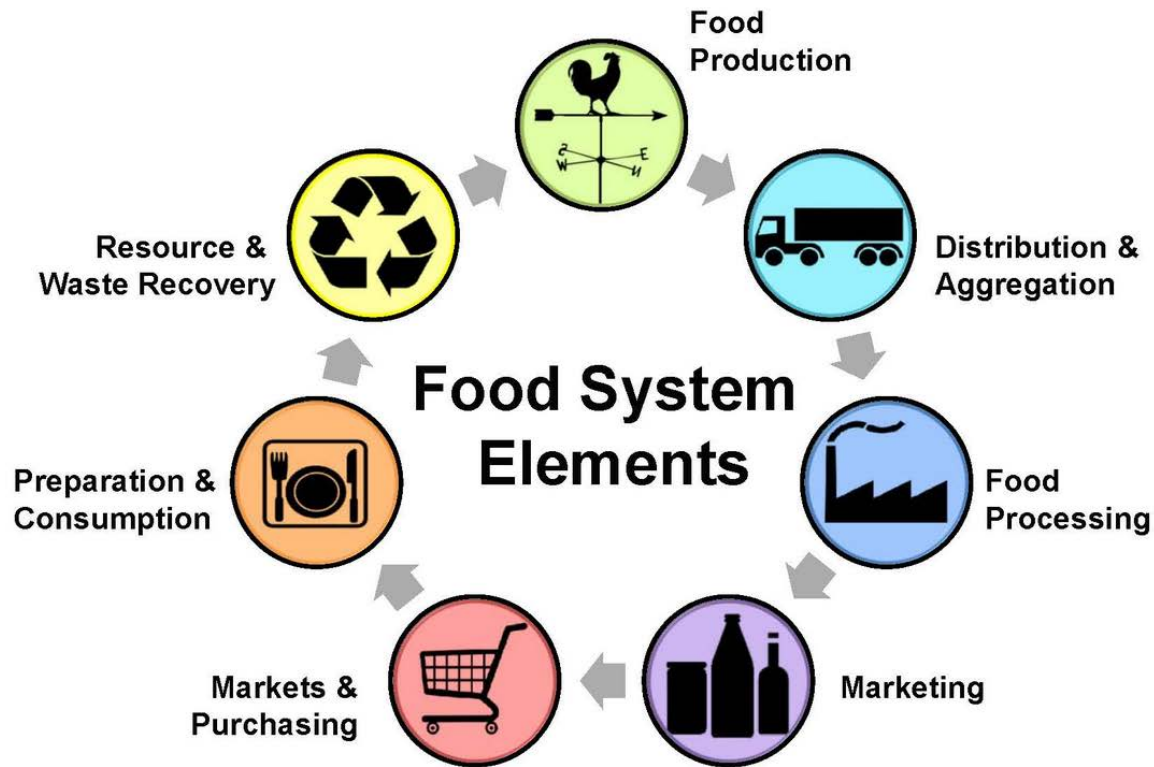 Food
Production
S
E
W
N
Distribution &
Aggregation
Food
Processing
Marketing
Markets &
Purchasing
Preparation &
Consumption
Resource &
Waste Recovery
Food System
Elements